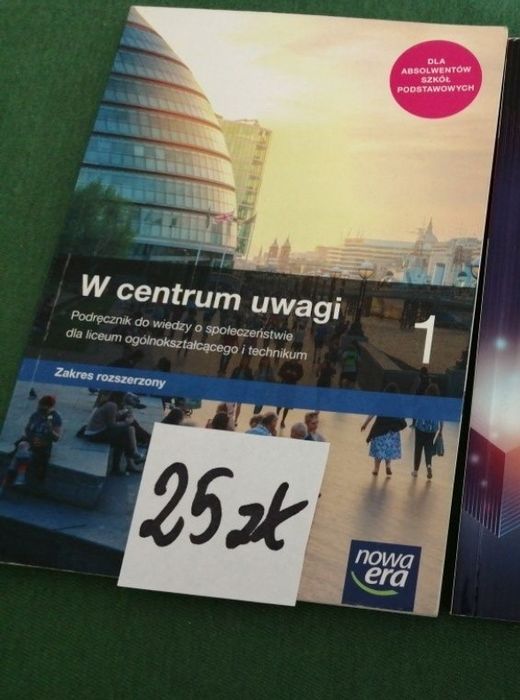 DLA
ABSOLWENTÓW
SZKÓŁ
PODSTAWOWYCH
W centrum uwagi
1
Podręcznik do wiedzy o społeczeństwie
dla liceum ogólnokształcącego i technikum
Zakres rozszerzony
25 zł
nowa
era